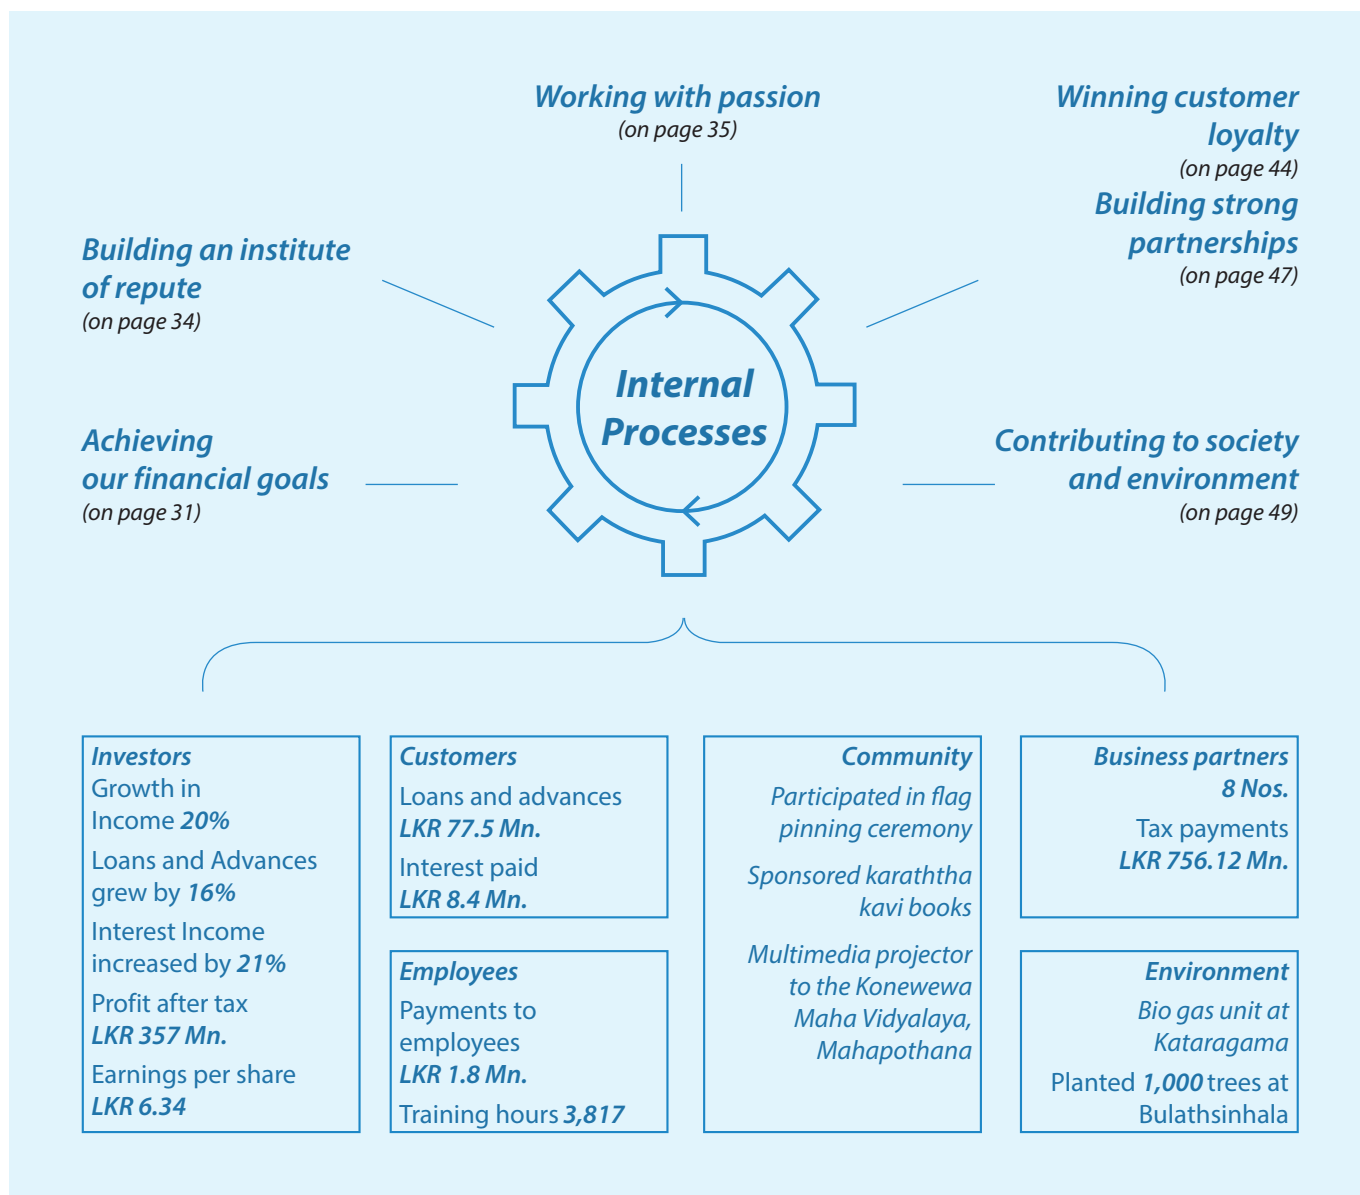 Working with passion
(on page 35)
Winning customer
loyalty
(on page 44)
Building strong
partnerships
(on page 47)
Building an institute
of repute
(on page 34)
Internal
Processes
Achieving
our financial goals
(on page 31)
Contributing to society
and environment
(on page 49)
Investors
Growth in
Income 20%
Loans and Advances
grew by 16%
Interest Income
increased by 21%
Profit after tax
LKR 357 Mn.
Earnings per share
LKR 6.34
Customers
Loans and advances
LKR 77.5 Mn.
Interest paid
LKR 8.4 Mn.
Employees
Payments to
employees
LKR 1.8 Mn.
Training hours 3,817
Community
Participated in flag
pinning ceremony
Sponsored karaththa
kavi books
Multimedia projector
to the Konewewa
Maha Vidyalaya,
Mahapothana
Business partners
8 Nos.
Tax payments
LKR 756.12 Mn.
Environment
Bio gas unit at
Kataragama
Planted 1,000 trees at
Bulathsinhala